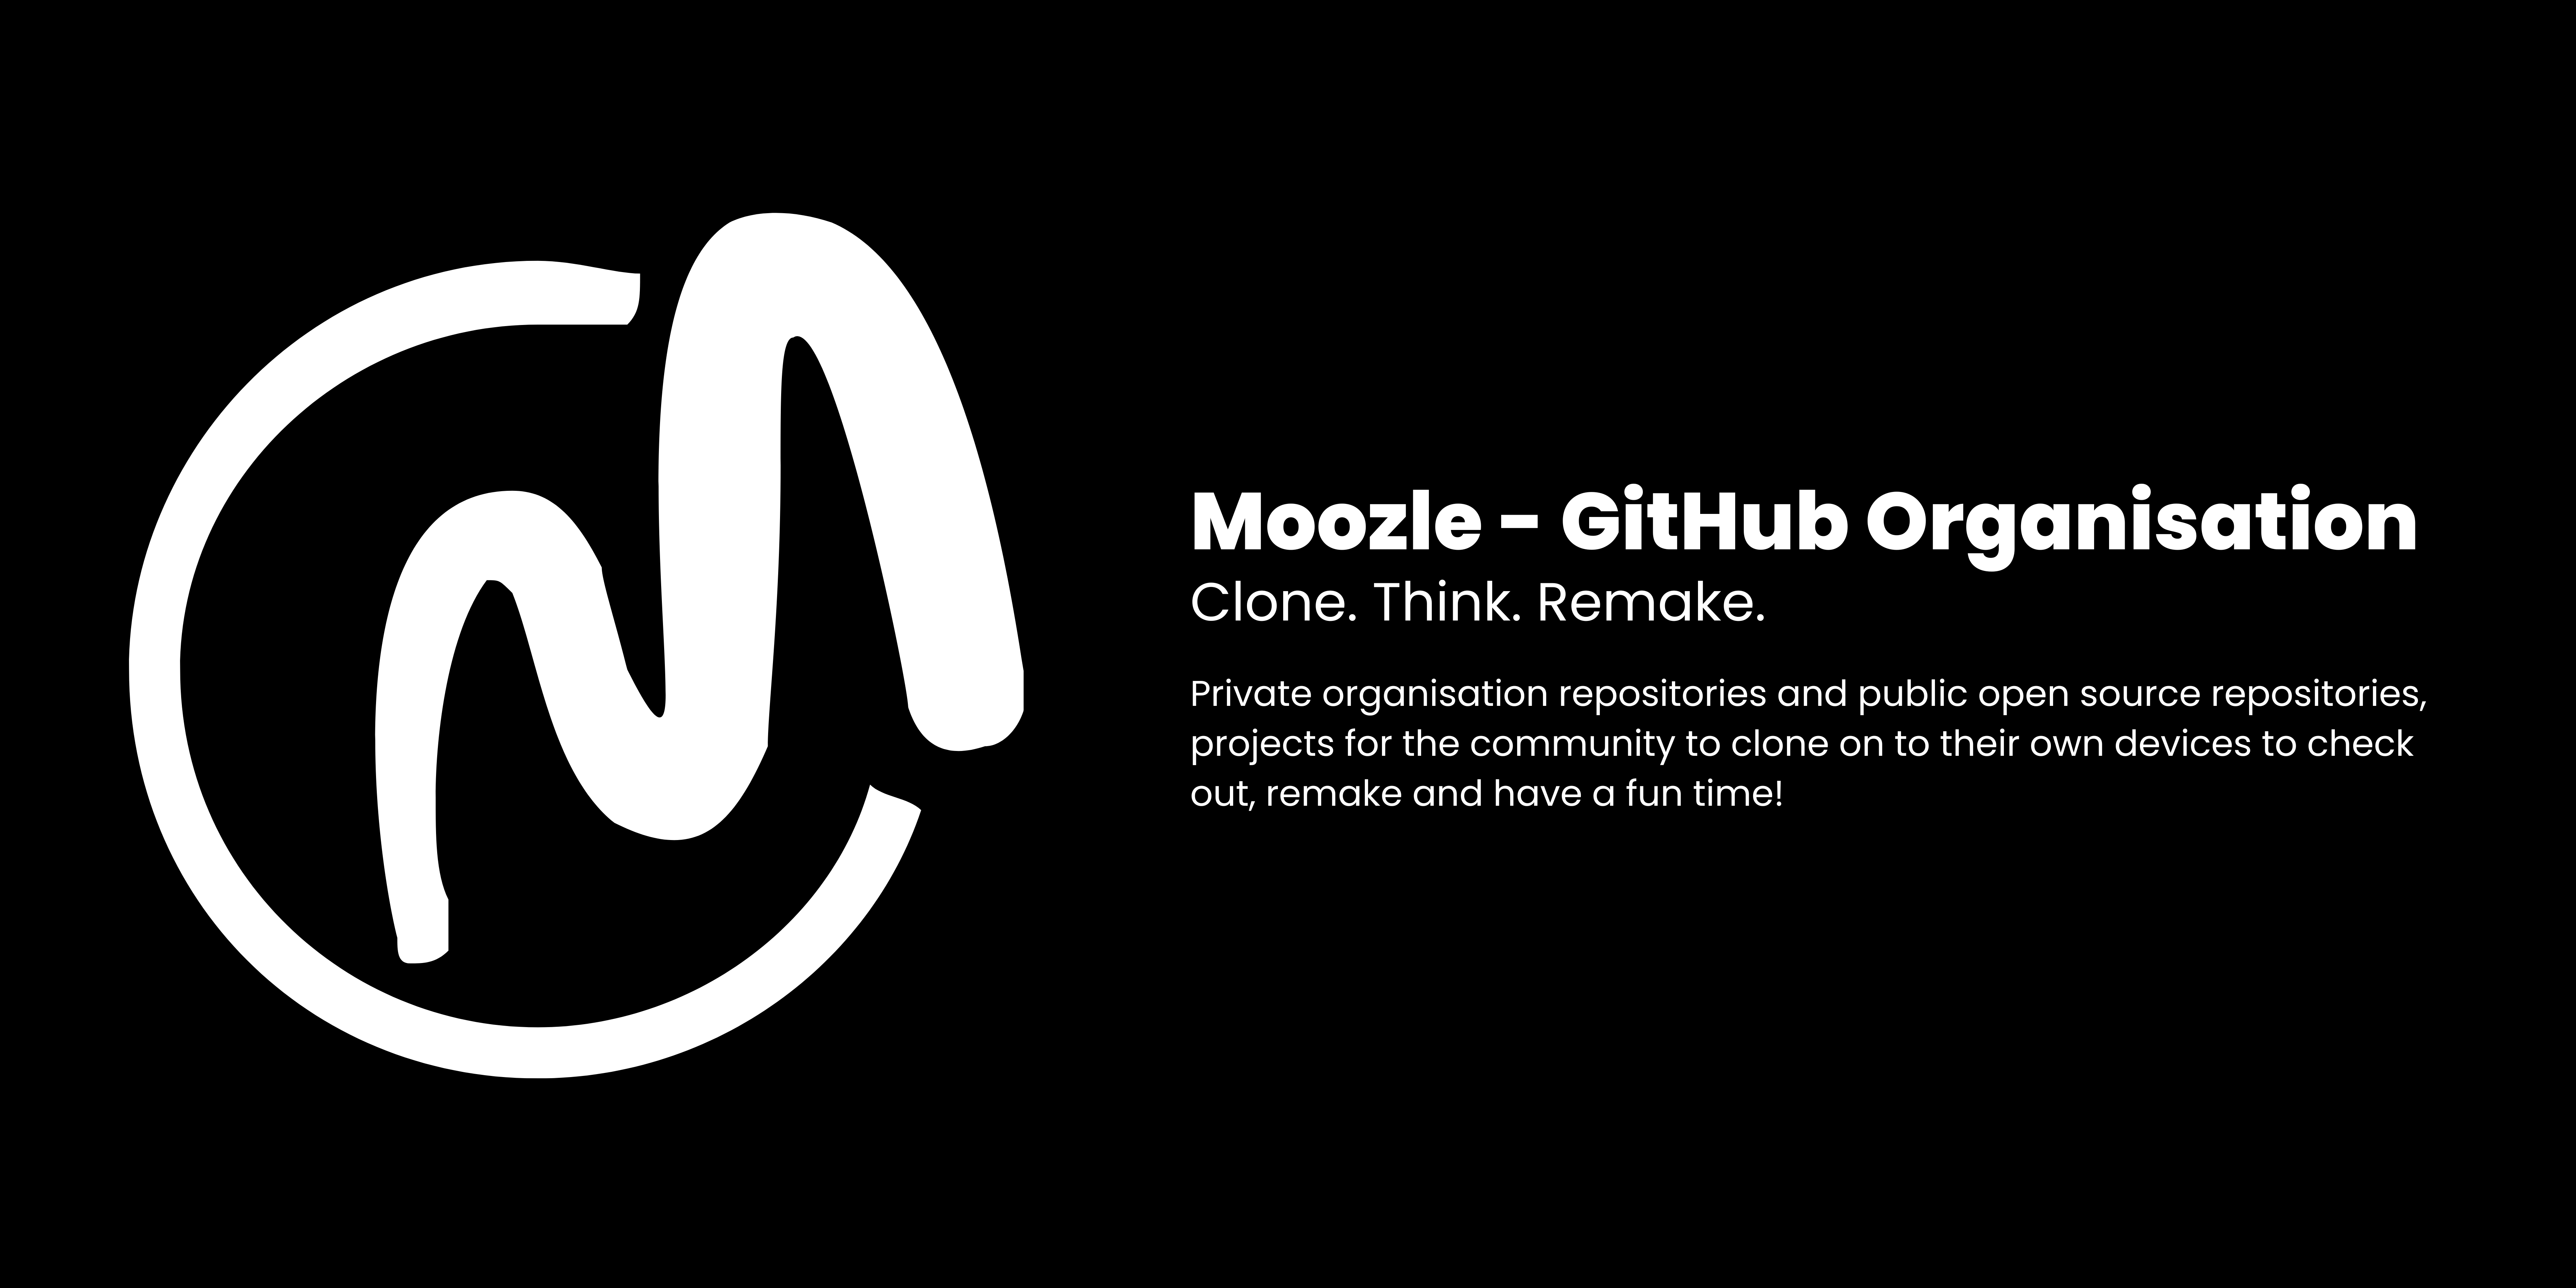 M
Moozle - GitHub Organisation
Clone. Think. Remake.
Private organisation repositories and public open source repositories,
projects for the community to clone on to their own devices to check
out, remake and have a fun time!